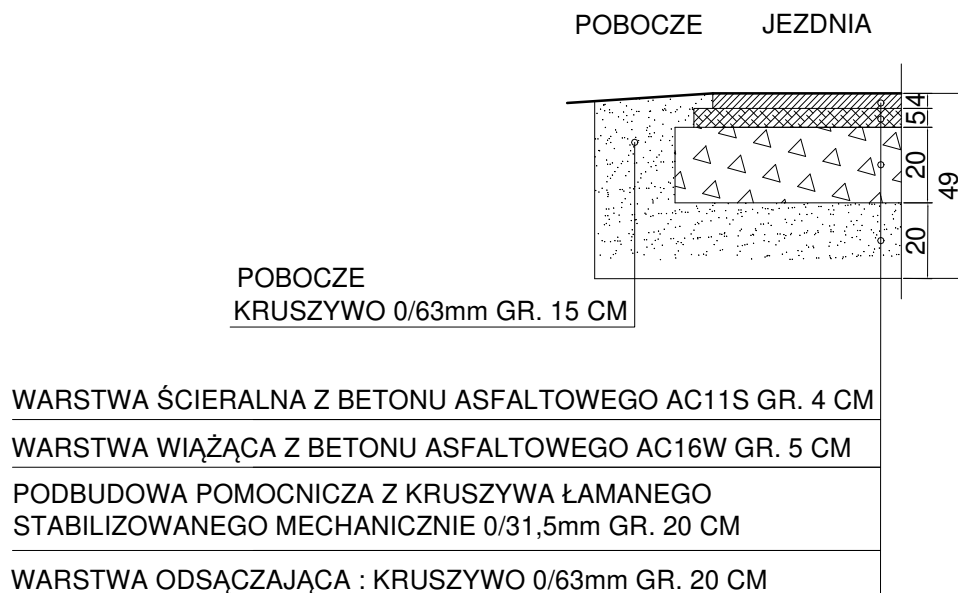 POBOCZE JEZDNIA
4
5
20
49
20
POBOCZE
KRUSZYWO 0/63mm GR. 15 CM
WARSTWA ŚCIERALNA Z BETONU ASFALTOWEGO AC11S GR. 4 CM
WARSTWA WIĄŻĄCA Z BETONU ASFALTOWEGO AC16W GR. 5 CM
PODBUDOWA POMOCNICZA Z KRUSZYWA ŁAMANEGO
STABILIZOWANEGO MECHANICZNIE 0/31,5mm GR. 20 CM
WARSTWA ODSĄCZAJĄCA : KRUSZYWO 0/63mm GR. 20 CM